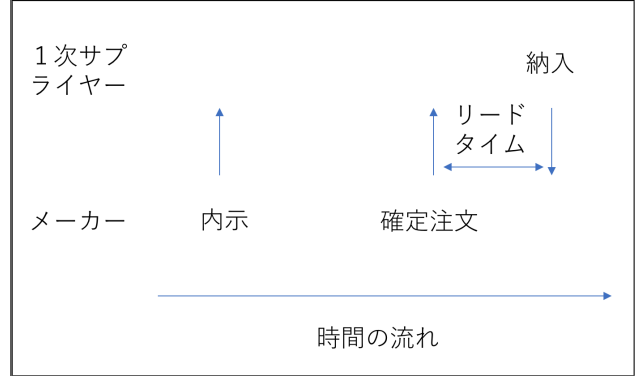 １次サプ
ライヤー
納入
リード
タイム
メーカー
内示
確定注文
時間の流れ